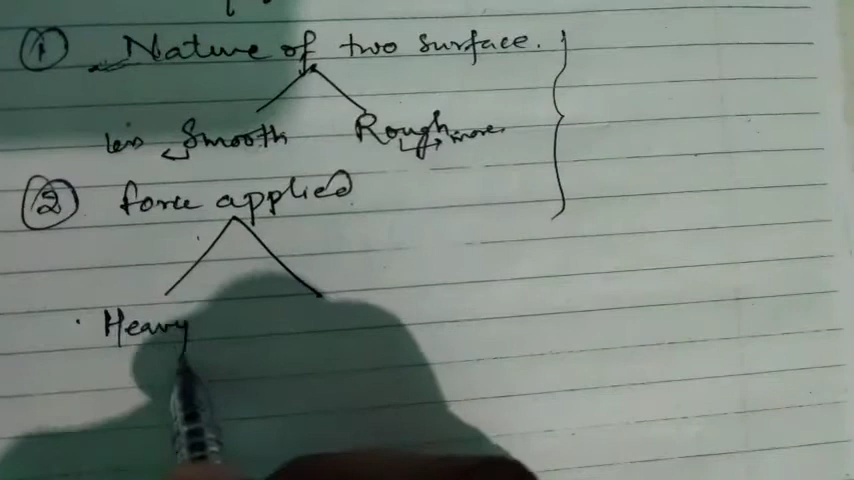 ① Nature of two surface.
less Smooth Rough more
② force applied
Heavy